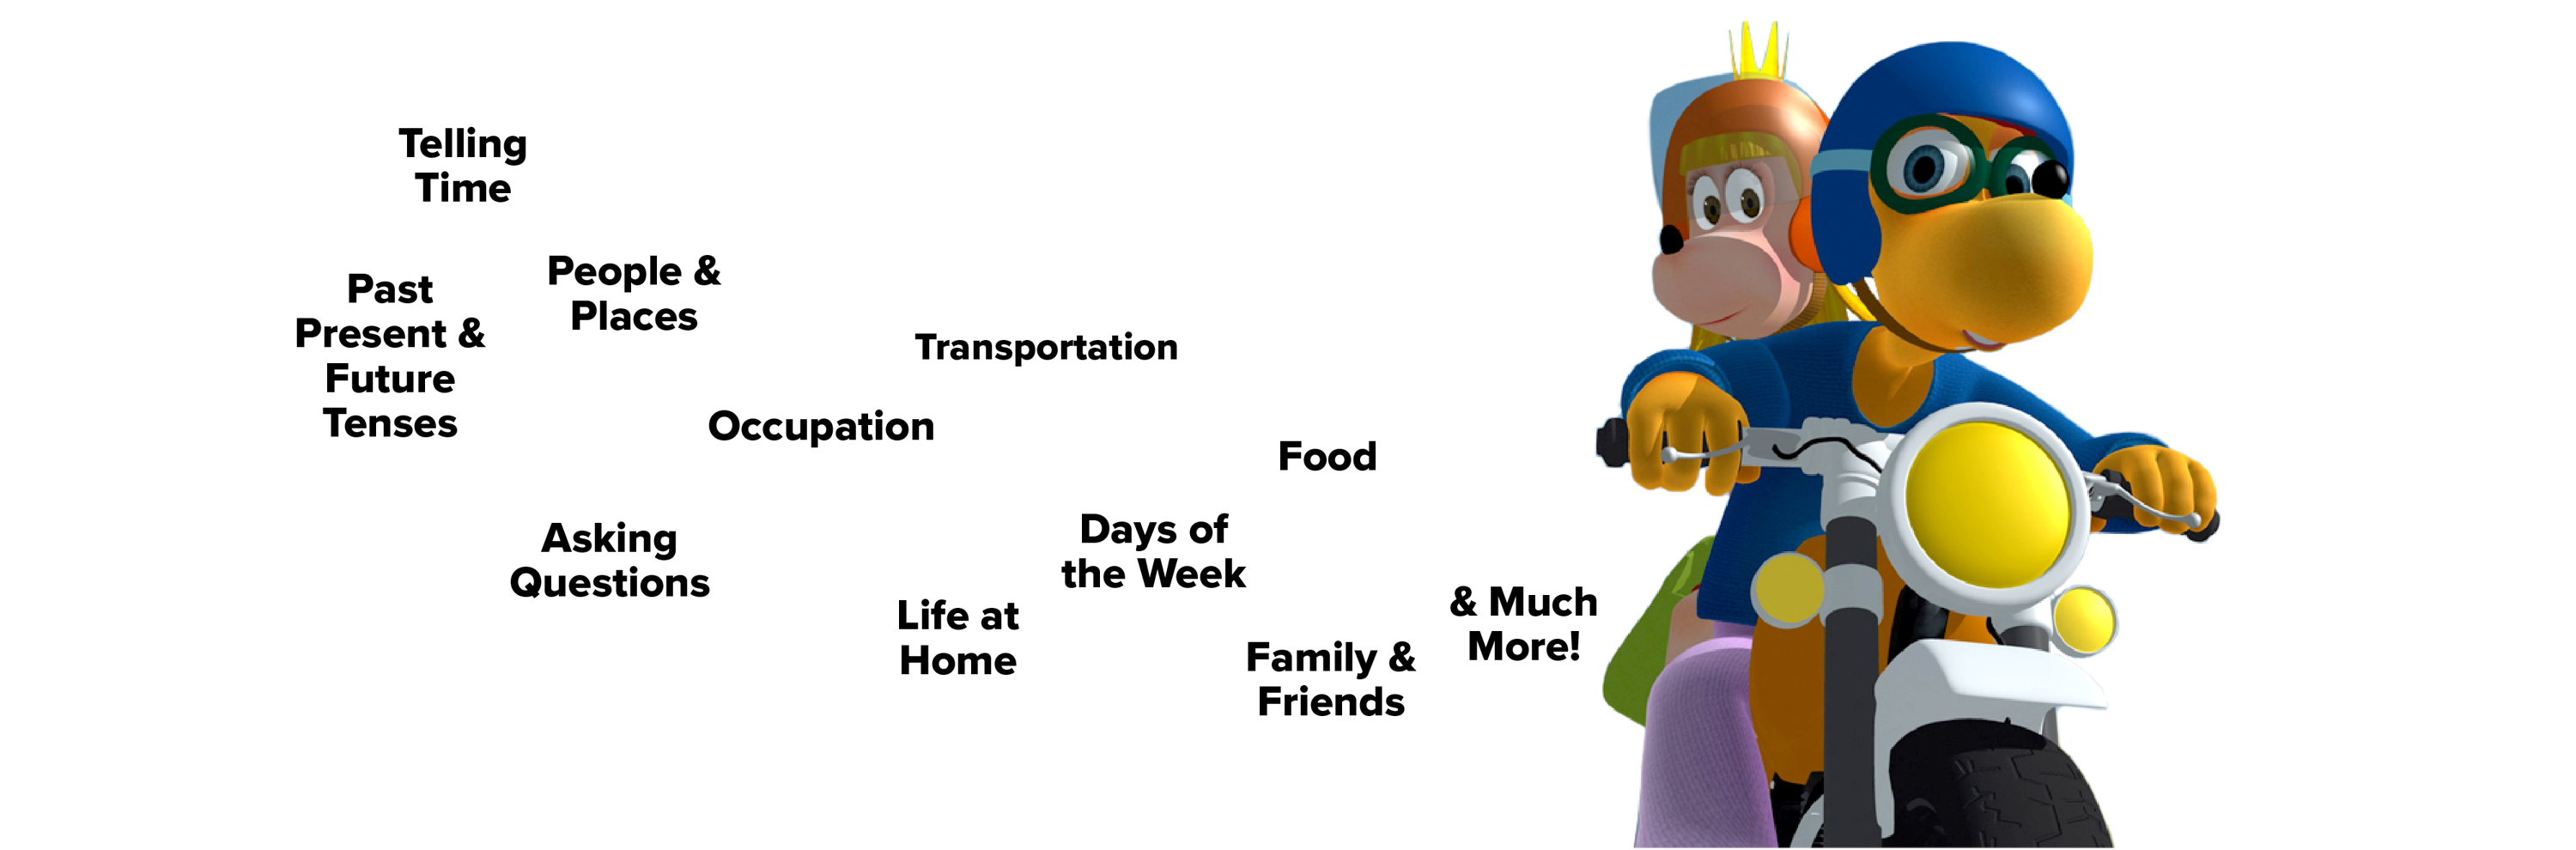 Telling
Time
Past
Present &
Future
Tenses
People &
Places
Transportation
Occupation
Food
Asking
Questions
Days of
the Week
Life at
Home
Family &
Friends
& Much
More!